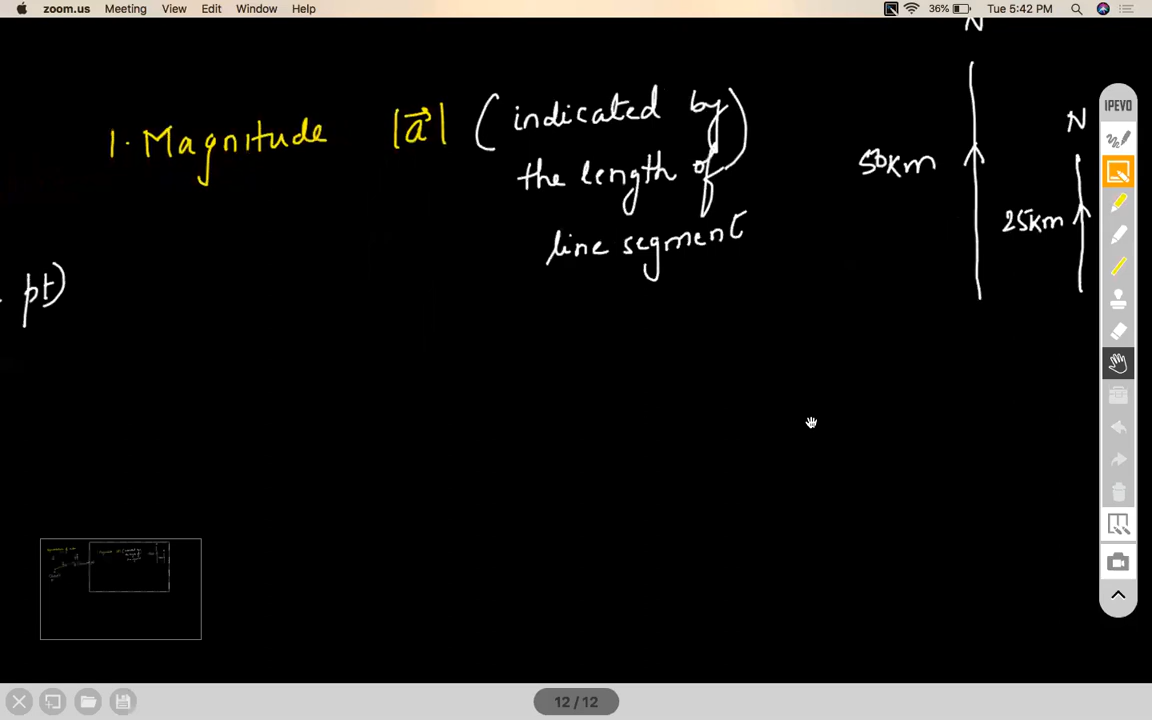 zoom.us Meeting View Edit Window Help
36% Tue 5:42 PM
N
1. Magnitude |a⃗| (indicated by)
the length of
line segment
50km
N
25km
pt)
IPEVO
12 / 12